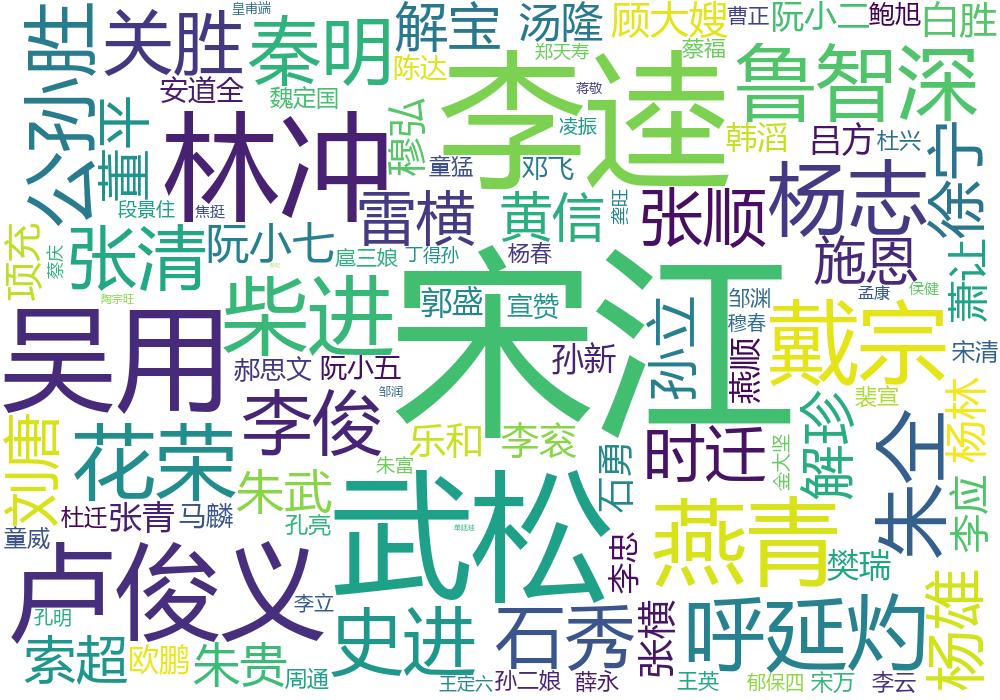 皇甫端
公孙胜
关胜
秦明
解宝
汤隆
顾大嫂
曹正
阮小二
鲍旭
白胜
郑天寿
蔡福
陈达
李逵
鲁智深
安道全
魏定国
蒋敬
董平
林冲
穆弘
凌振
韩滔
吕方
杜兴
徐宁
童猛
邓飞
杨志
段景住
焦挺
雷横
黄信
龚旺
张顺
项充
蔡庆
张清
阮小七
扈三娘
丁得孙
杨春
施恩
萧让
宋江
柴进
陶宗旺
郭盛
宣赞
孙立
邹渊
穆春
孟康
侯健
吴用
戴宗
燕顺
宋清
郝思文
阮小五
孙新
邹润
李俊
裴宣
杨林
刘唐
花荣
乐和
李衮
时迁
金大坚
解珍
朱仝
朱富
石勇
朱武
武松
燕青
李应
杜迁
张青
马麟
孔亮
单廷珪
童威
卢俊义
李忠
樊瑞
李立
孔明
史进
石秀
张横
呼延灼
杨雄
索超
欧鹏
朱贵
周通
王定六
孙二娘
薛永
王英
郁保四
宋万
李云